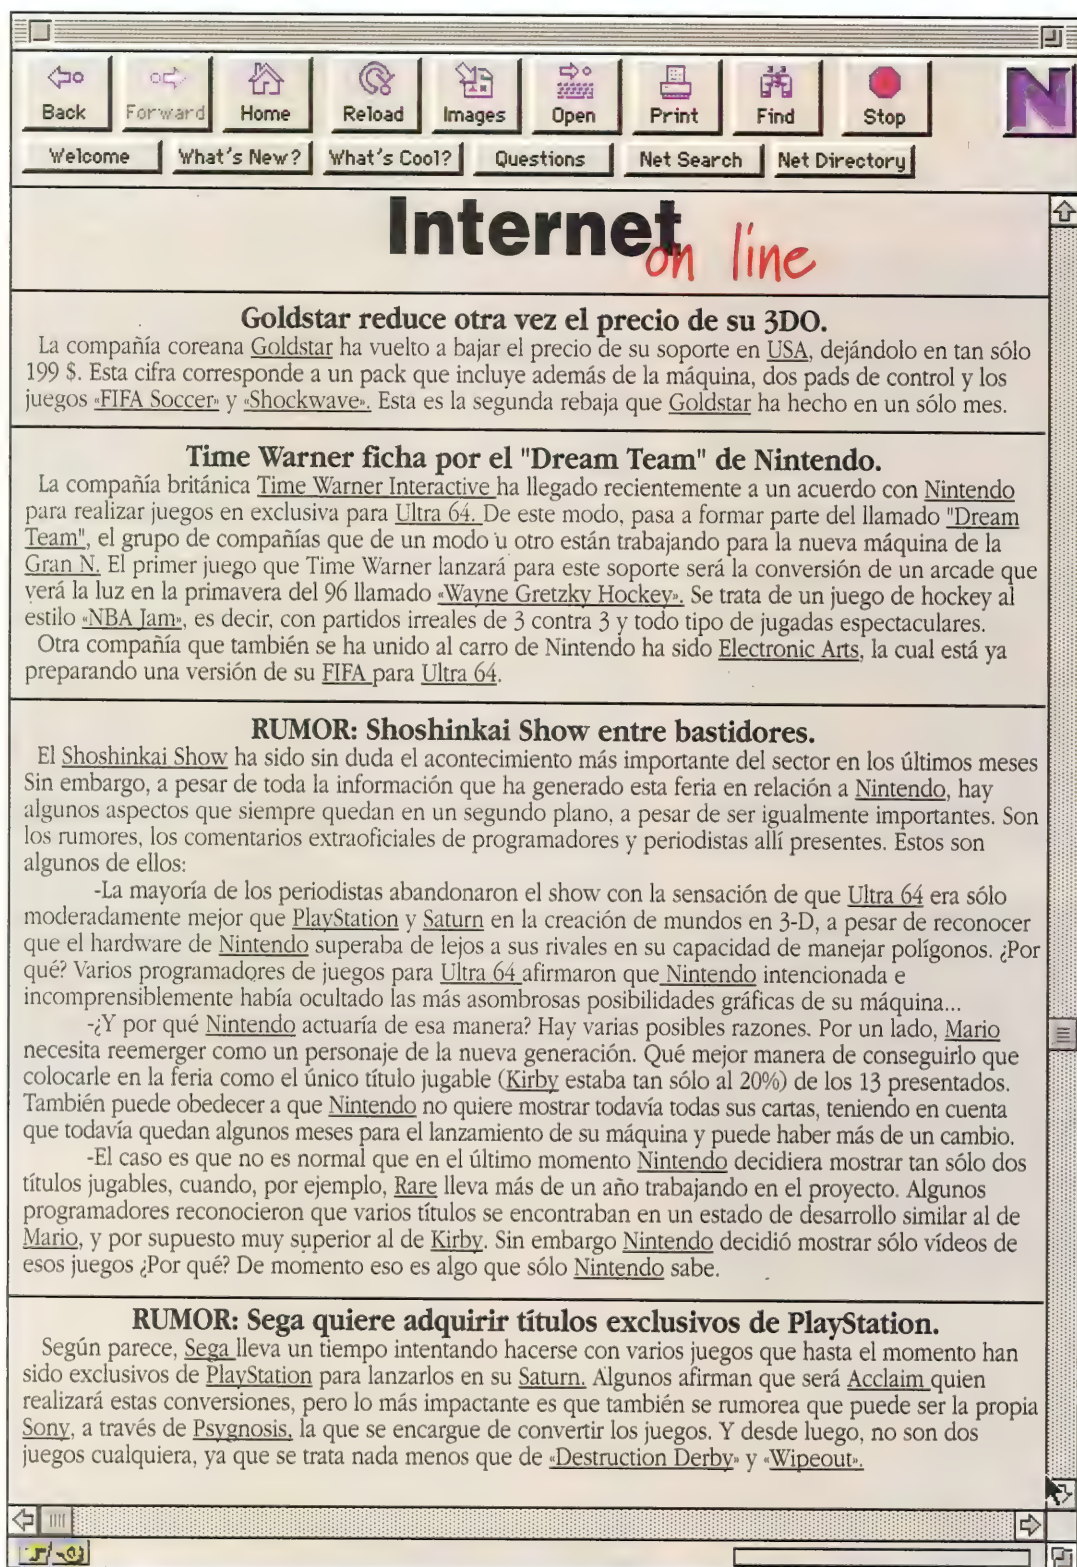 Back Forward Home Reload Images Open Print Find Stop
N
Welcome What's New? What's Cool? Questions Net Search Net Directory
Internet
on line
Goldstar reduce otra vez el precio de su 3DO.
La compañía coreana Goldstar ha vuelto a bajar el precio de su soporte en USA, dejándolo en tan sólo
199 $. Esta cifra corresponde a un pack que incluye además de la máquina, dos pads de control y los
juegos «FIFA Soccer» y «Shockwave». Esta es la segunda rebaja que Goldstar ha hecho en un sólo mes.
Time Warner ficha por el "Dream Team" de Nintendo.
La compañía británica Time Warner Interactive ha llegado recientemente a un acuerdo con Nintendo
para realizar juegos en exclusiva para Ultra 64. De este modo, pasa a formar parte del llamado "Dream
Team", el grupo de compañías que de un modo u otro están trabajando para la nueva máquina de la
Gran N. El primer juego que Time Warner lanzará para este soporte será la conversión de un arcade que
verá la luz en la primavera del 96 llamado «Wayne Gretzky Hockey». Se trata de un juego de hockey al
estilo «NBA Jam», es decir, con partidos irreales de 3 contra 3 y todo tipo de jugadas espectaculares.
Otra compañía que también se ha unido al carro de Nintendo ha sido Electronic Arts, la cual está ya
preparando una versión de su FIFA para Ultra 64.
RUMOR: Shoshinkai Show entre bastidores.
El Shoshinkai Show ha sido sin duda el acontecimiento más importante del sector en los últimos meses
Sin embargo, a pesar de toda la información que ha generado esta feria en relación a Nintendo, hay
algunos aspectos que siempre quedan en un segundo plano, a pesar de ser igualmente importantes. Son
los rumores, los comentarios extraoficiales de programadores y periodistas allí presentes. Estos son
algunos de ellos:
-La mayoría de los periodistas abandonaron el show con la sensación de que Ultra 64 era sólo
moderadamente mejor que PlayStation y Saturn en la creación de mundos en 3-D, a pesar de reconocer
que el hardware de Nintendo superaba de lejos a sus rivales en su capacidad de manejar polígonos. ¿Por
qué? Varios programadores de juegos para Ultra 64 afirmaron que Nintendo intencionada e
incomprensiblemente había ocultado las más asombrosas posibilidades gráficas de su máquina...
-¿Y por qué Nintendo actuaría de esa manera? Hay varias posibles razones. Por un lado, Mario
necesita reemerger como un personaje de la nueva generación. Qué mejor manera de conseguirlo que
colocarle en la feria como el único título jugable (Kirby estaba tan sólo al 20%) de los 13 presentados.
También puede obedecer a que Nintendo no quiere mostrar todavía todas sus cartas, teniendo en cuenta
que todavía quedan algunos meses para el lanzamiento de su máquina y puede haber más de un cambio.
-El caso es que no es normal que en el último momento Nintendo decidiera mostrar tan sólo dos
títulos jugables, cuando, por ejemplo, Rare lleva más de un año trabajando en el proyecto. Algunos
programadores reconocieron que varios títulos se encontraban en un estado de desarrollo similar al de
Mario, y por supuesto muy superior al de Kirby. Sin embargo Nintendo decidió mostrar sólo vídeos de
esos juegos ¿Por qué? De momento eso es algo que sólo Nintendo sabe.
RUMOR: Sega quiere adquirir títulos exclusivos de PlayStation.
Según parece, Sega lleva un tiempo intentando hacerse con varios juegos que hasta el momento han
sido exclusivos de PlayStation para lanzarlos en su Saturn. Algunos afirman que será Acclaim quien
realizará estas conversiones, pero lo más impactante es que también se rumorea que puede ser la propia
Sony, a través de Psygnosis, la que se encargue de convertir los juegos. Y desde luego, no son dos
juegos cualquiera, ya que se trata nada menos que de «Destruction Derby» y «Wipeout».